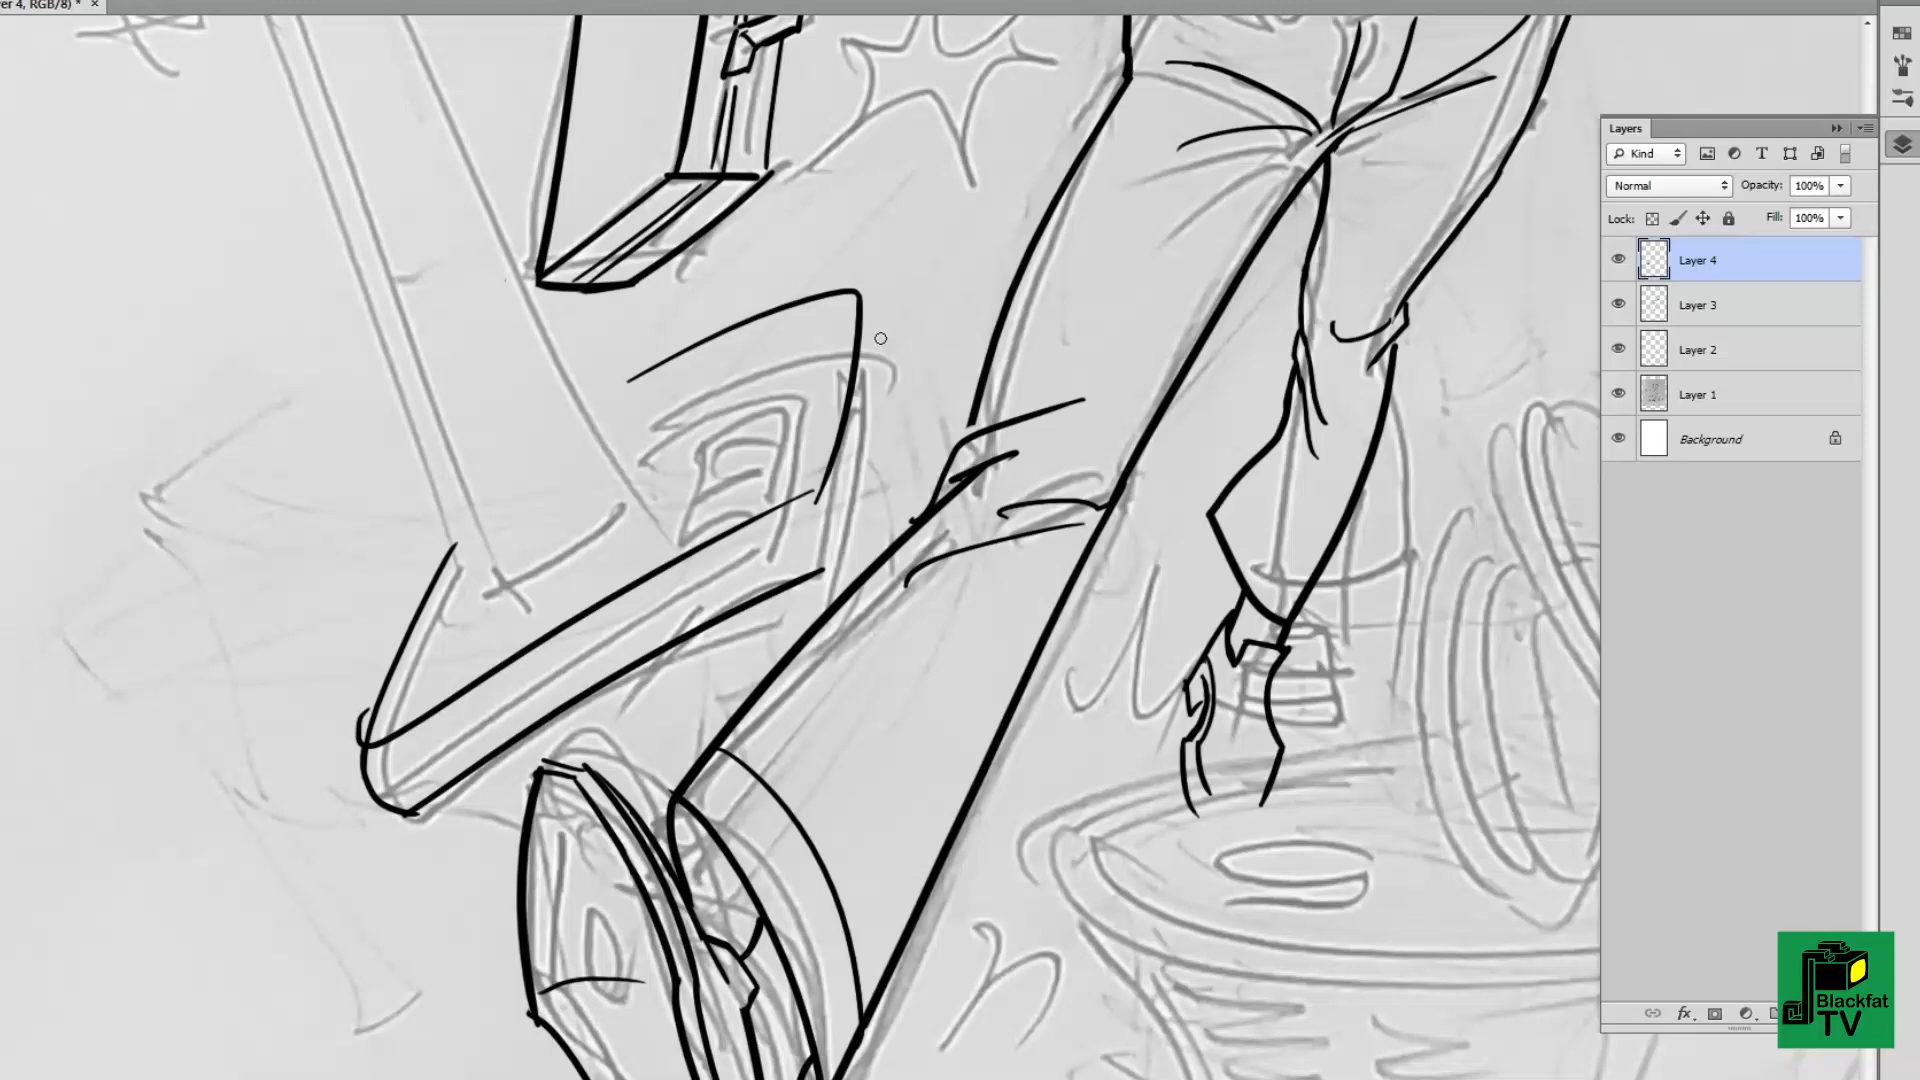 er 4, RGB/8) * ×
Layers
Kind
Normal Opacity: 100%
Lock: Fill: 100%
Layer 4
Layer 3
Layer 2
Layer 1
Background
fx
Blackfat
TV